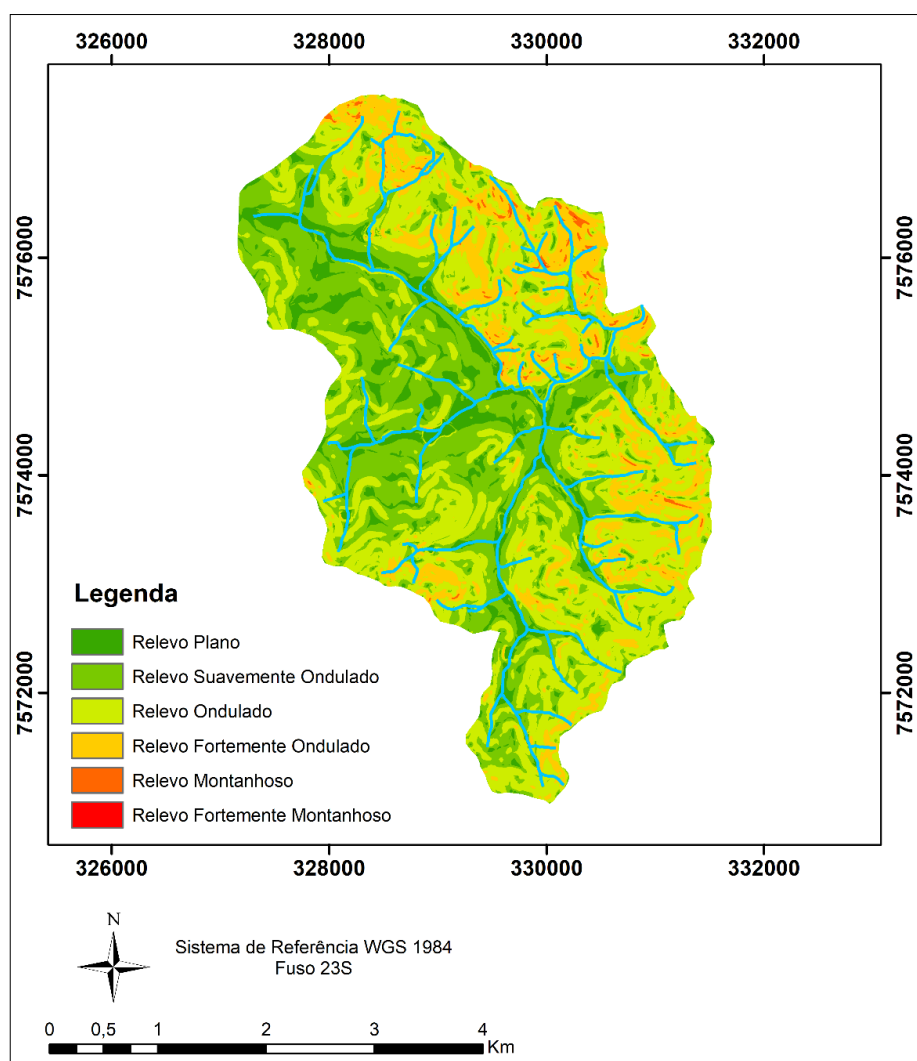 326000 328000 330000 332000
7576000 7576000
7574000 7574000
Legenda
Relevo Plano
Relevo Suavemente Ondulado
7572000 7572000
Relevo Ondulado
Relevo Fortemente Ondulado
Relevo Montanhoso
Relevo Fortemente Montanhoso
326000 328000 330000 332000
N
Sistema de Referência WGS 1984
Fuso 23S
0 0,5 1 2 3 4
Km